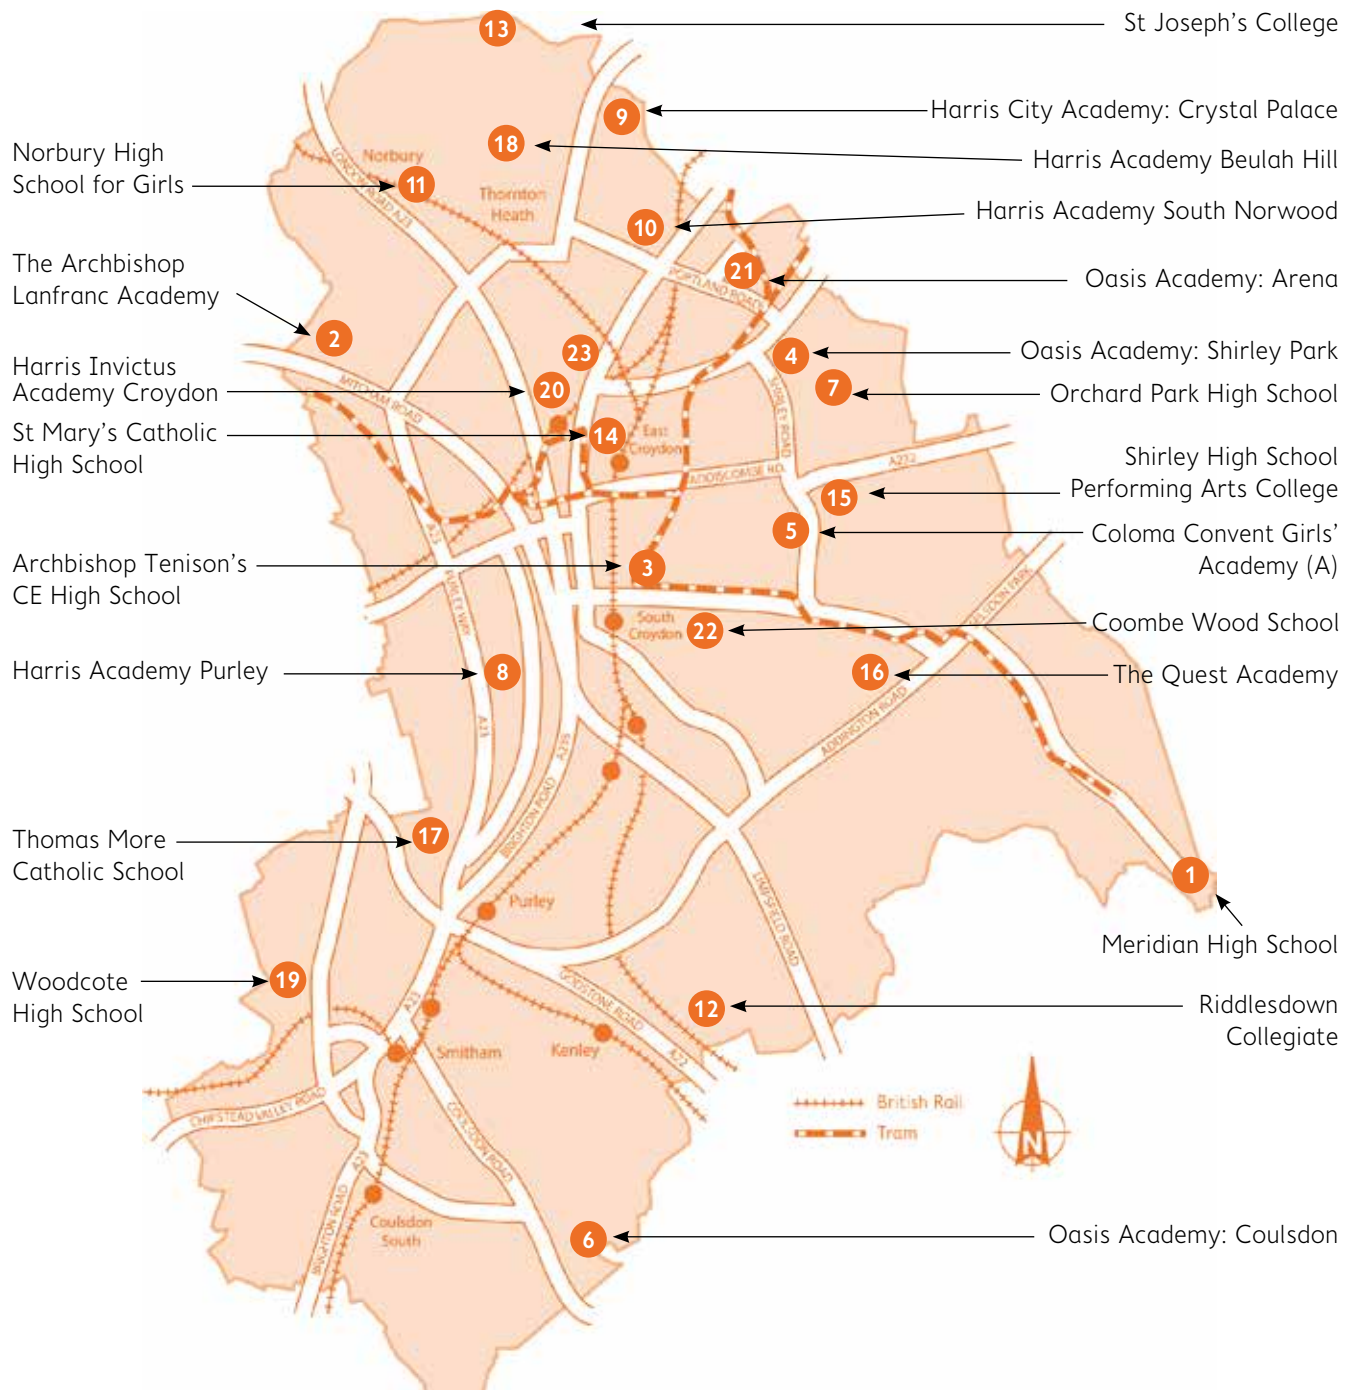 13
St Joseph's College
9
Harris City Academy: Crystal Palace
18
Harris Academy Beulah Hill
Norbury High
School for Girls
Norbury
11
Thornton
Heath
LONDON ROAD A23
10
Harris Academy South Norwood
The Archbishop
Lanfranc Academy
21
PORTLAND ROAD
Oasis Academy: Arena
2
23
4
Oasis Academy: Shirley Park
Harris Invictus
Academy Croydon
MITCHAM ROAD
20
SHIRLEY ROAD
7
Orchard Park High School
St Mary's Catholic
High School
14
East
Croydon
ADDISCOMBE RD.
A232
Shirley High School
Performing Arts College
15
A23
5
Coloma Convent Girls'
Academy (A)
Archbishop Tenison's
CE High School
3
PURLEY WAY
SELSDON PARK
South
Croydon
22
Coombe Wood School
Harris Academy Purley
8
16
The Quest Academy
A23
A235
ADDINGTON ROAD
BRIGHTON ROAD
Thomas More
Catholic School
17
1
Meridian High School
LIMPSFIELD ROAD
Purley
Woodcote
High School
19
A23
GODSTONE ROAD
A22
12
Riddlesdown
Collegiate
Smitham
Kenley
CHIPSTEAD VALLEY ROAD
COULSDON ROAD
British Rail
Tram
N
A23
BRIGHTON ROAD
Coulsdon
South
6
Oasis Academy: Coulsdon